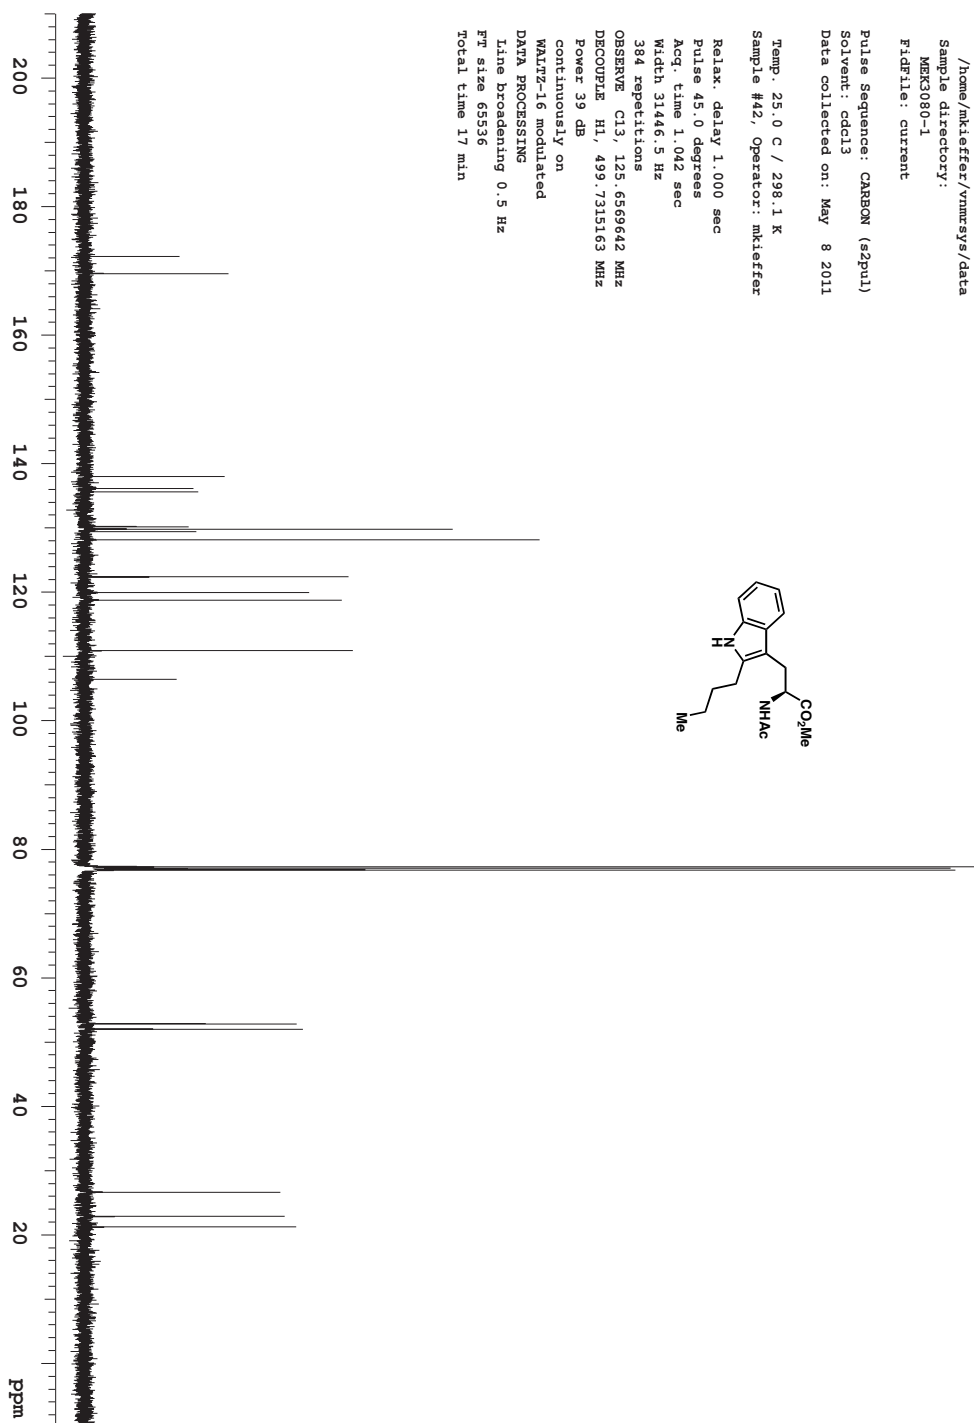 /home/mkieffer/vnmrsys/data
Sample directory:
MEK3080-1
FidFile: current
Pulse Sequence: CARBON (s2pul)
Solvent: cdcl3
Data collected on: May 8 2011
Temp. 25.0 C / 298.1 K
Sample #42, Operator: mkieffer
Relax. delay 1.000 sec
Pulse 45.0 degrees
Acq. time 1.042 sec
Width 31446.5 Hz
384 repetitions
OBSERVE C13, 125.6569642 MHz
DECOUPLE H1, 499.7315163 MHz
Power 39 dB
continuously on
WALTZ-16 modulated
DATA PROCESSING
Line broadening 0.5 Hz
FT size 65536
Total time 17 min
CO2Me
NHAc
N
H
Me
200 180 160 140 120 100 80 60 40 20 ppm